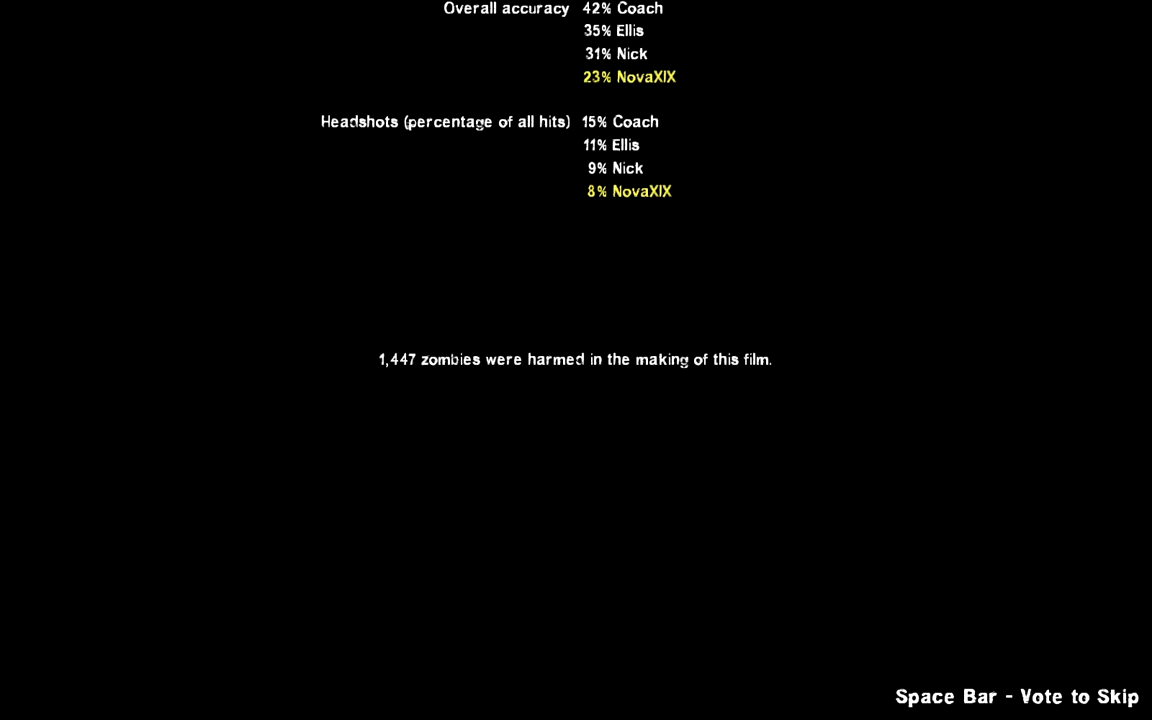 Overall accuracy 42% Coach
35% Ellis
31% Nick
23% NovaXIX
Headshots (percentage of all hits) 15% Coach
11% Ellis
9% Nick
8% NovaXIX
1,447 zombies were harmed in the making of this film.
Space Bar - Vote to Skip